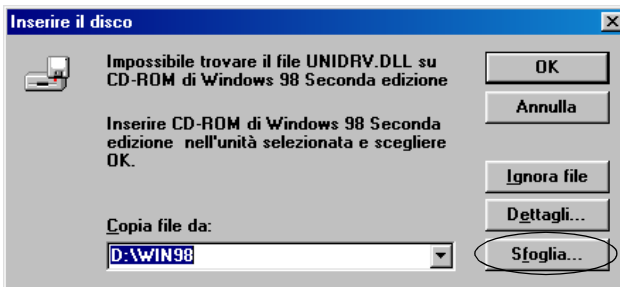 Inserire il disco
Impossibile trovare il file UNIDRV.DLL su
CD-ROM di Windows 98 Seconda edizione
Inserire CD-ROM di Windows 98 Seconda
edizione nell'unità selezionata e scegliere
OK.
Copia file da:
D:\WIN98
OK
Annulla
Ignora file
Dettagli...
Sfoglia...